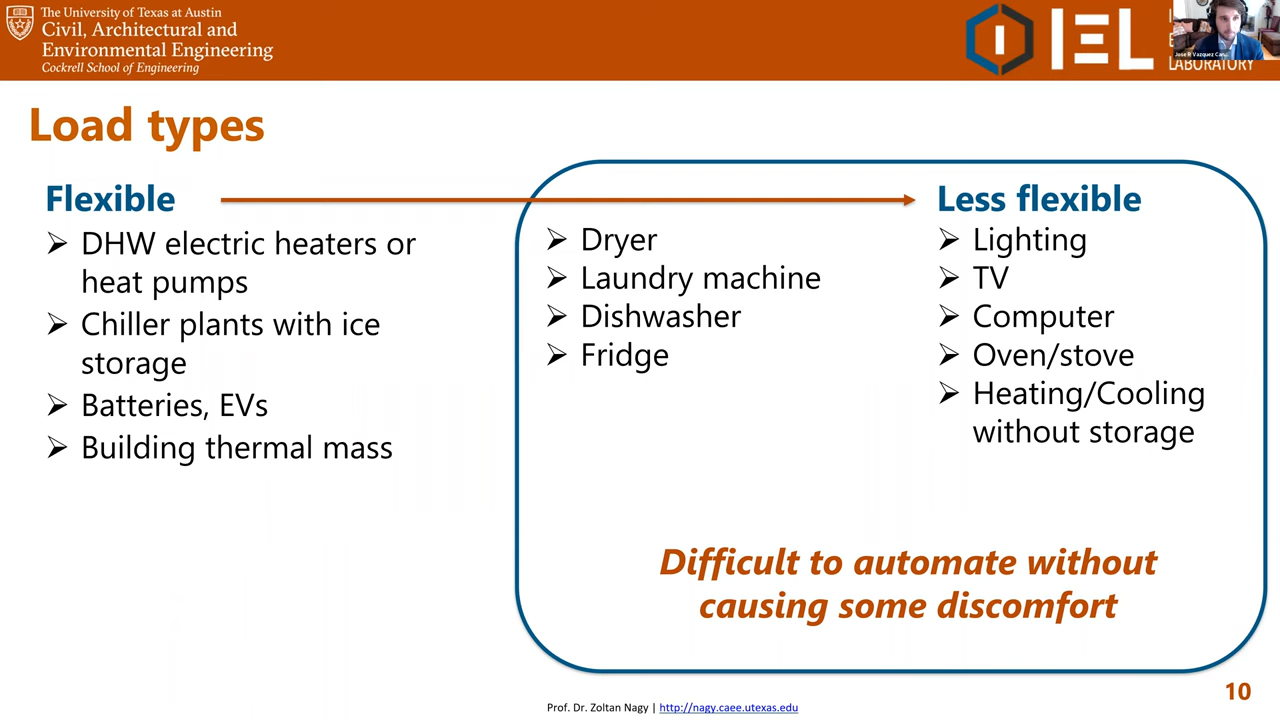 The University of Texas at Austin
Civil, Architectural and
Environmental Engineering
Cockrell School of Engineering
IEL
LABORATORY
Load types
Flexible
➢ DHW electric heaters or
heat pumps
➢ Chiller plants with ice
storage
➢ Batteries, EVs
➢ Building thermal mass
➢ Dryer
➢ Laundry machine
➢ Dishwasher
➢ Fridge
Less flexible
➢ Lighting
➢ TV
➢ Computer
➢ Oven/stove
➢ Heating/Cooling
without storage
Difficult to automate without
causing some discomfort
Prof. Dr. Zoltan Nagy | http://nagy.caee.utexas.edu
10